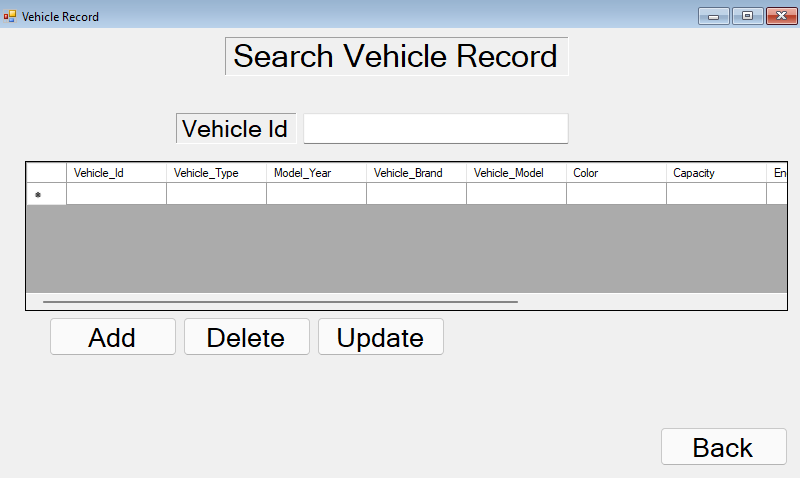 Vehicle Record
Search Vehicle Record
Vehicle Id
Vehicle_Id Vehicle_Type Model_Year Vehicle_Brand Vehicle_Model Color Capacity En
Add Delete Update
Back